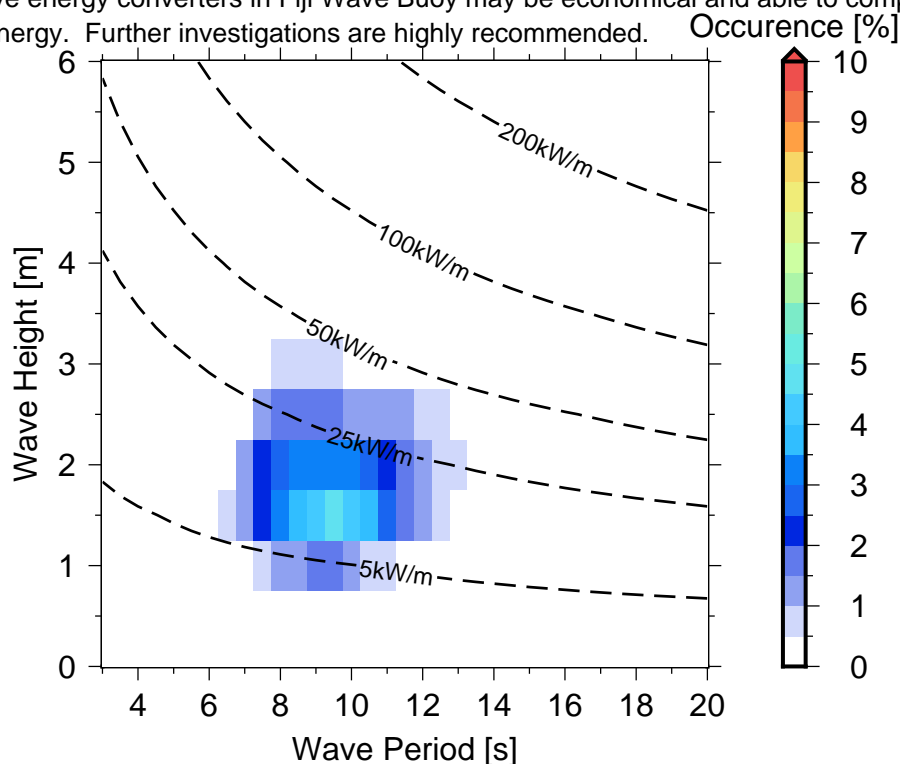 ve energy converters in Fiji Wave Buoy may be economical and able to comp
nergy. Further investigations are highly recommended.
Occurence [%]
6
5
4
3
2
1
0
Wave Height [m]
200kW/m
100kW/m
50kW/m
25kW/m
5kW/m
4 6 8 10 12 14 16 18 20
Wave Period [s]
10
9
8
7
6
5
4
3
2
1
0